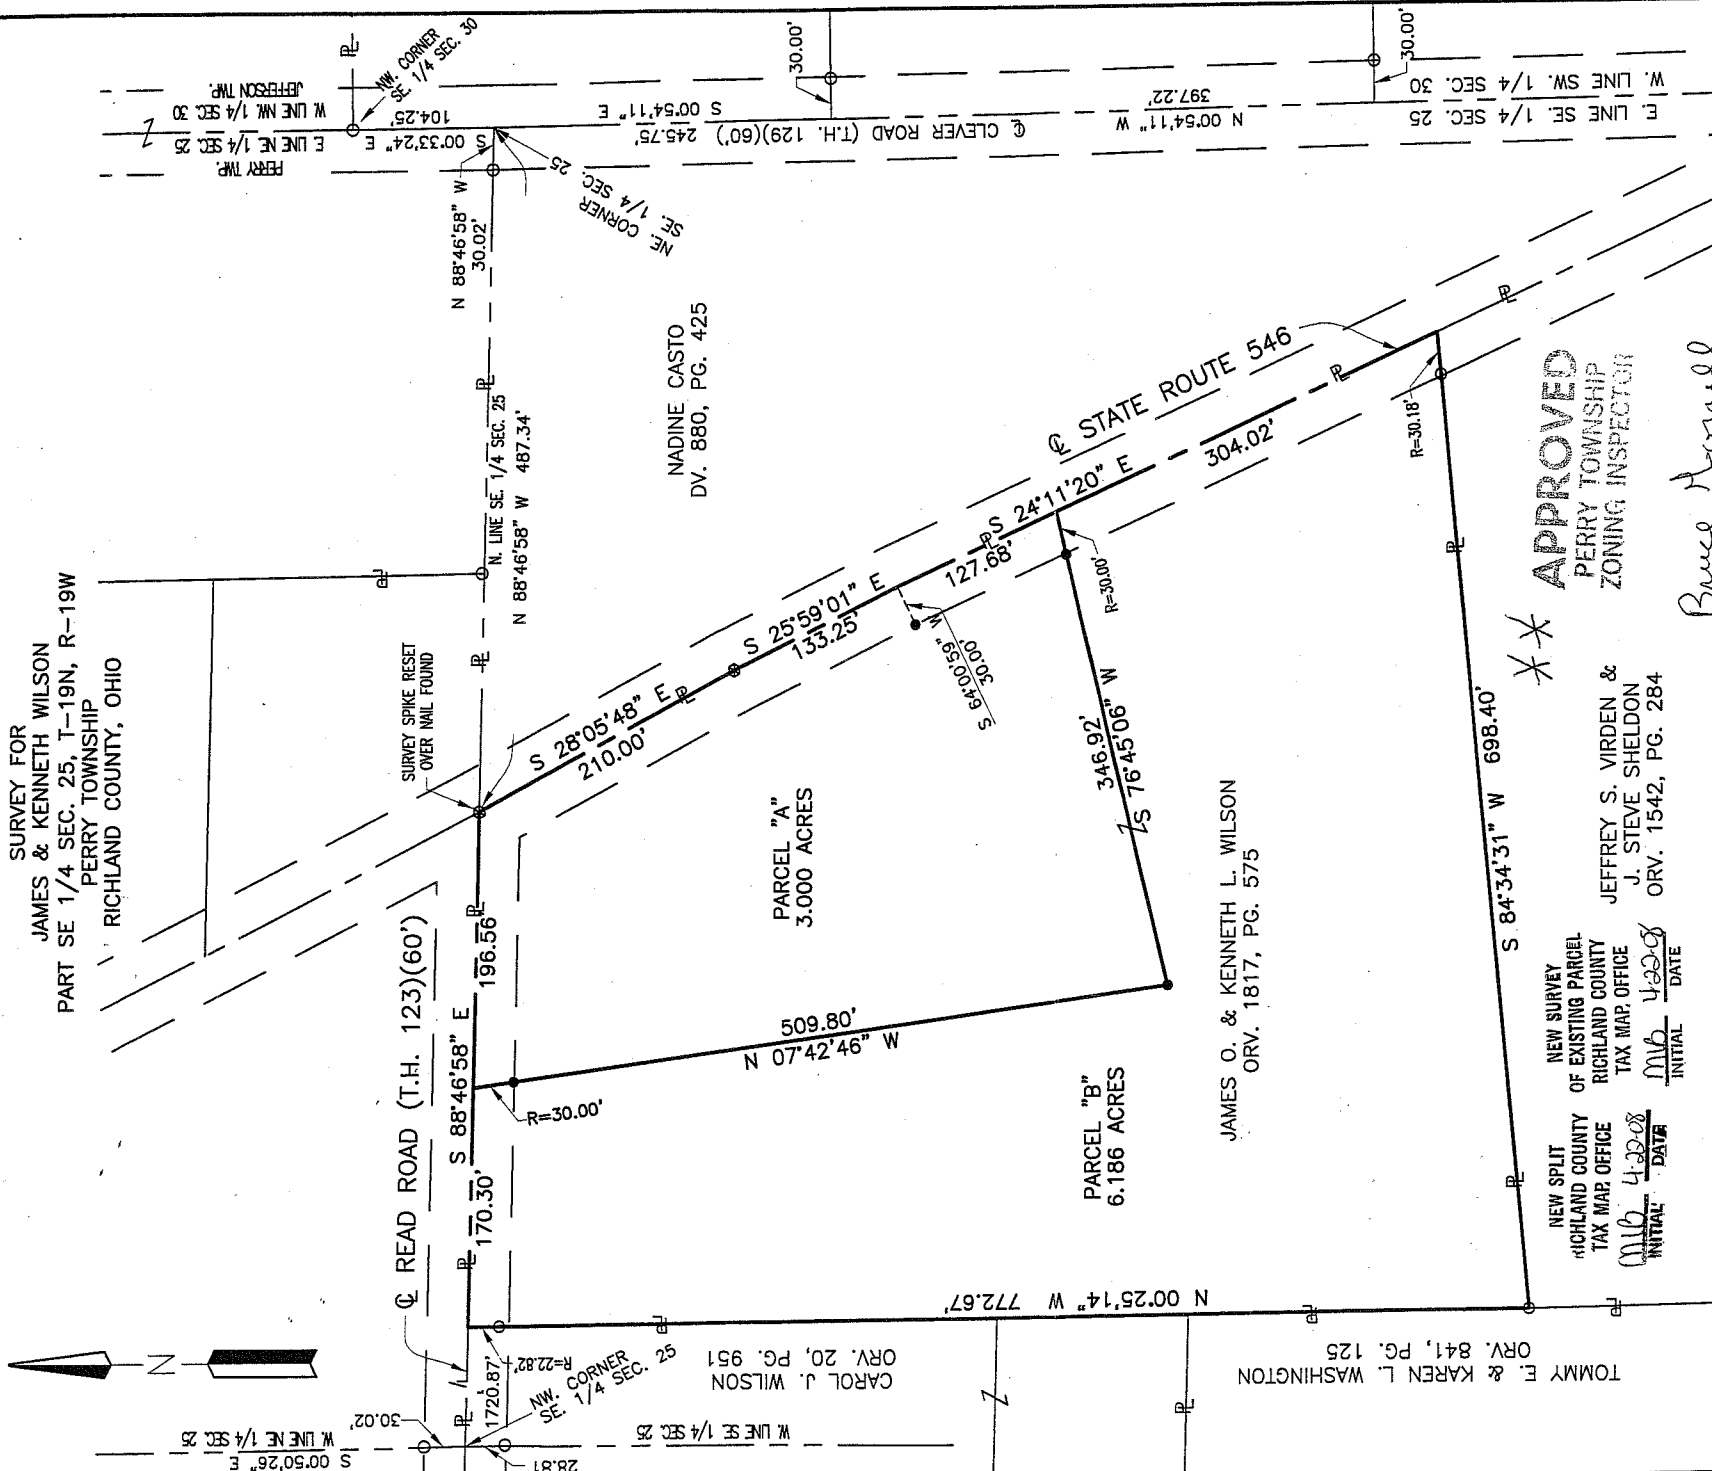 SURVEY FOR
JAMES & KENNETH WILSON
PART SE 1/4 SEC. 25, T-19N, R-19W
PERRY TOWNSHIP
RICHLAND COUNTY, OHIO
N
W. LINE NE 1/4 SEC 25
S 00°50'26" E
30.02'
28.81
1720.87'
R=22.82'
NW. CORNER
SE. 1/4 SEC. 25
W. LINE SE 1/4 SEC 25
CAROL J. WILSON
ORV. 20, PG. 951
TOMMY E. & KAREN L. WASHINGTON
ORV. 841, PG. 125
N 00°25'14" W 772.67'
℄ READ ROAD (T.H. 123)(60')
S 88°46'58" E
170.30'
196.56'
R=30.00'
N 07°42'46" W
509.80'
PARCEL "A"
3.000 ACRES
PARCEL "B"
6.186 ACRES
JAMES O. & KENNETH L. WILSON
ORV. 1817, PG. 575
SURVEY SPIKE RESET
OVER NAIL FOUND
S 28°05'48" E
210.00'
S 25°59'01" E
133.25'
S 24°11'20" E
127.68'
304.02'
S 64°00'59" W
30.00'
R=30.00'
346.92'
S 76°45'06" W
℄ STATE ROUTE 546
R=30.18'
S 84°34'31" W 698.40'
NADINE CASTO
DV. 880, PG. 425
N. LINE SE. 1/4 SEC. 25
N 88°46'58" W 487.34'
N 88°46'58" W
30.02'
NE. CORNER
SE. 1/4 SEC. 25
NW. CORNER
SE. 1/4 SEC. 30
JEFFERSON TWP.
W. LINE NW. 1/4 SEC 30
E. LINE NE. 1/4 SEC 25
PERRY TWP.
104.25'
S 00°33'24" E
S 00°54'11" E
℄ CLEVER ROAD (T.H. 129)(60') 245.75'
N 00°54'11" W
397.22'
30.00'
30.00'
W. LINE SW. 1/4 SEC. 30
E. LINE SE. 1/4 SEC. 25
JEFFREY S. VIRDEN &
J. STEVE SHELDON
ORV. 1542, PG. 284
APPROVED
PERRY TOWNSHIP
ZONING INSPECTOR
Bruce
**
NEW SPLIT
RICHLAND COUNTY
TAX MAP. OFFICE
MB 4-22-08
INITIAL DATE
NEW SURVEY
OF EXISTING PARCEL
RICHLAND COUNTY
TAX MAP. OFFICE
MB 4-22-08
INITIAL DATE